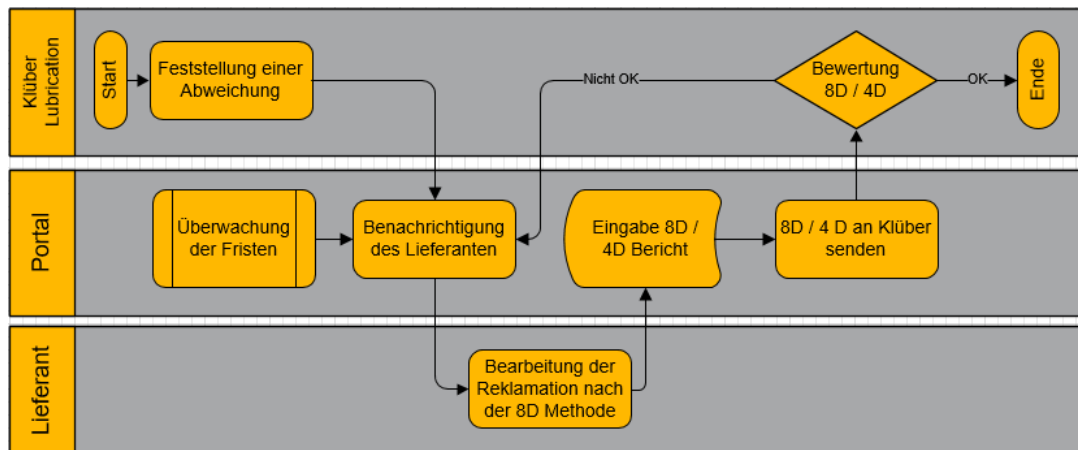 Klüber
Lubrication
Start
Feststellung einer
Abweichung
Nicht OK
Bewertung
8D / 4D
OK
Ende
Portal
Überwachung
der Fristen
Benachrichtigung
des Lieferanten
Eingabe 8D /
4D Bericht
8D / 4 D an Klüber
senden
Lieferant
Bearbeitung der
Reklamation nach
der 8D Methode